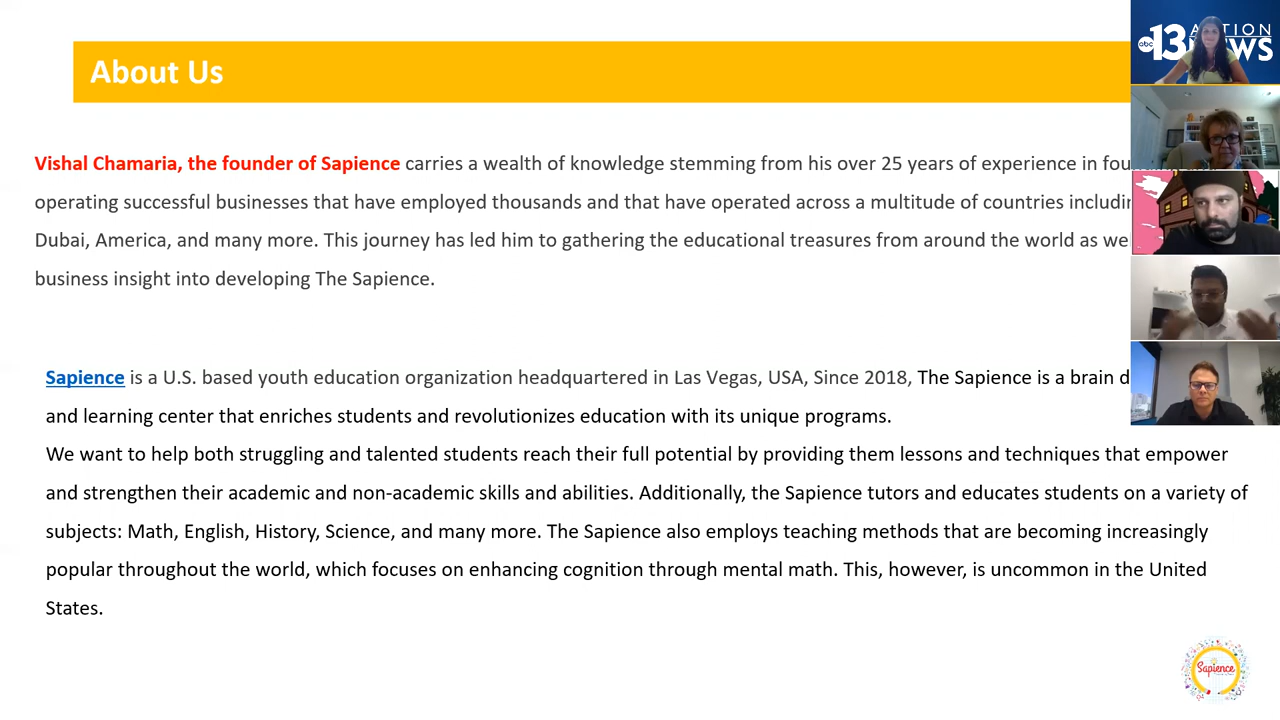 About Us
Vishal Chamaria, the founder of Sapience carries a wealth of knowledge stemming from his over 25 years of experience in
operating successful businesses that have employed thousands and that have operated across a multitude of countries
Dubai, America, and many more. This journey has led him to gathering the educational treasures from around the world as
business insight into developing The Sapience.
Sapience is a U.S. based youth education organization headquartered in Las Vegas, USA, Since 2018, The Sapience is a brain
and learning center that enriches students and revolutionizes education with its unique programs.
We want to help both struggling and talented students reach their full potential by providing them lessons and techniques that empower
and strengthen their academic and non-academic skills and abilities. Additionally, the Sapience tutors and educates students on a variety of
subjects: Math, English, History, Science, and many more. The Sapience also employs teaching methods that are becoming increasingly
popular throughout the world, which focuses on enhancing cognition through mental math. This, however, is uncommon in the United
States.
abc 13
Sapience